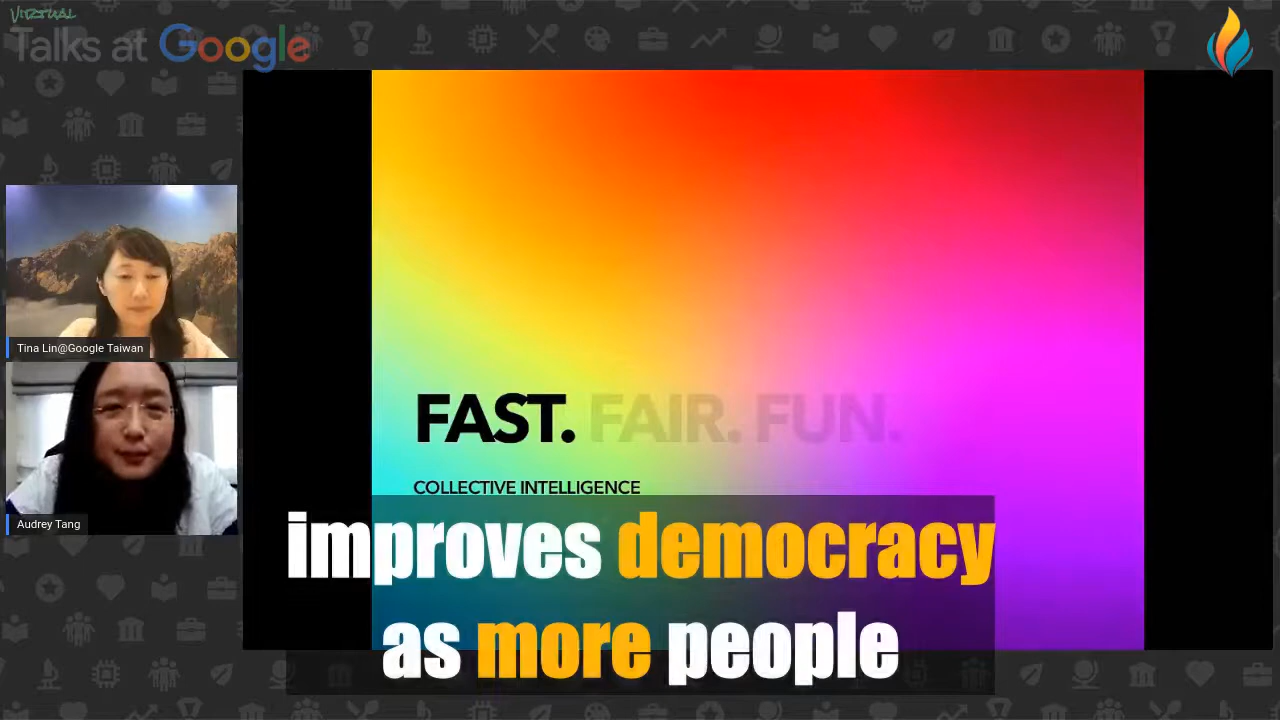 VIRTUAL
Talks at Google
Tina Lin@Google Taiwan
Audrey Tang
FAST. FAIR. FUN.
COLLECTIVE INTELLIGENCE
improves democracy
as more people